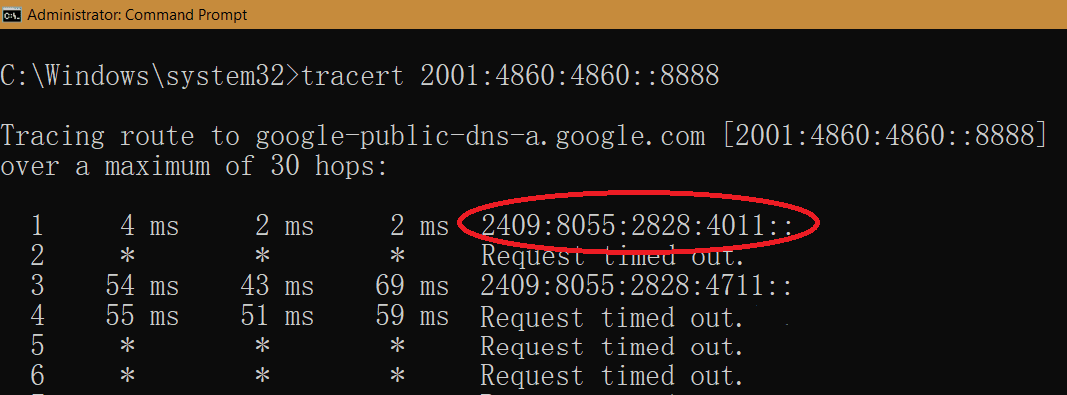 Administrator: Command Prompt
C:\Windows\system32>tracert 2001:4860:4860::8888
Tracing route to google-public-dns-a.google.com [2001:4860:4860::8888]
over a maximum of 30 hops:
1 4 ms 2 ms 2 ms 2409:8055:2828:4011::
2 * * * Request timed out.
3 54 ms 43 ms 69 ms 2409:8055:2828:4711::
4 55 ms 51 ms 59 ms Request timed out.
5 * * * Request timed out.
6 * * * Request timed out.